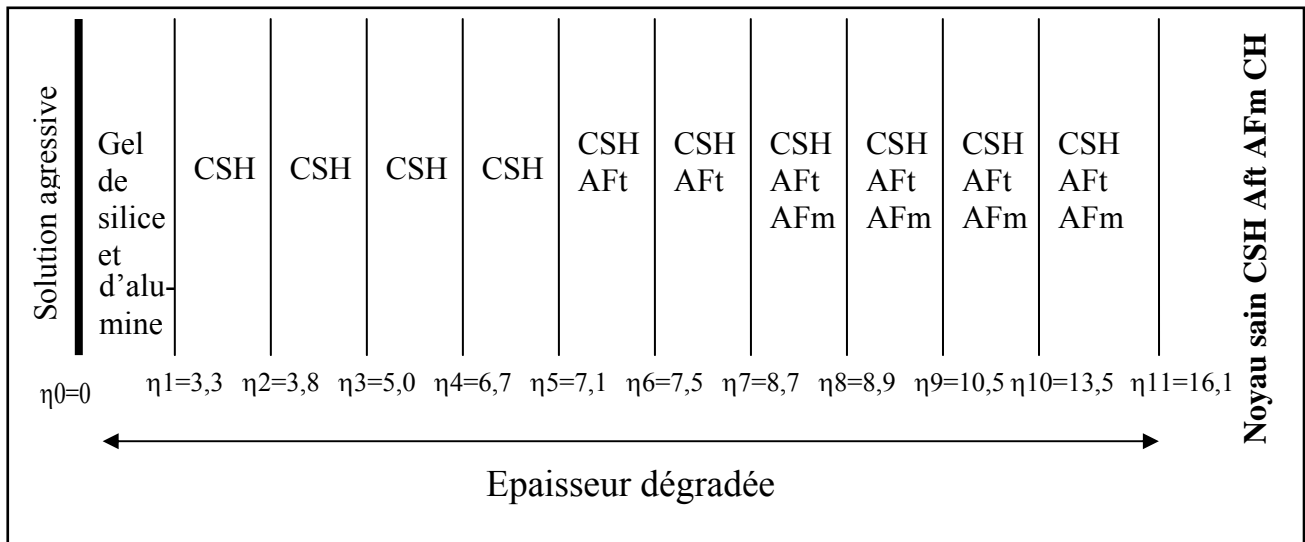 Solution agressive
Gel
de
silice
et
d'alu-
mine
CSH
CSH
CSH
CSH
CSH
AFt
CSH
AFt
CSH
AFt
AFm
CSH
AFt
AFm
CSH
AFt
AFm
CSH
AFt
AFm
Noyau sain CSH Aft AFm CH
η0=0
η1=3,3
η2=3,8
η3=5,0
η4=6,7
η5=7,1
η6=7,5
η7=8,7
η8=8,9
η9=10,5
η10=13,5
η11=16,1
Epaisseur dégradée